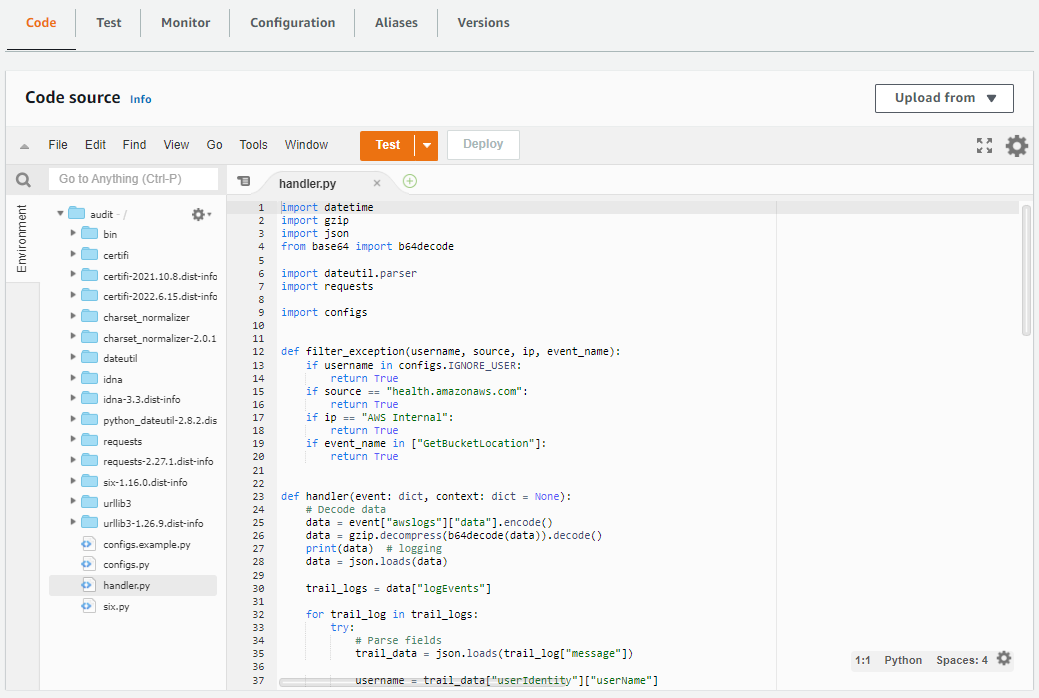 Code Test Monitor Configuration Aliases Versions
Code source Info
Upload from
File Edit Find View Go Tools Window Test Deploy
Go to Anything (Ctrl-P)
handler.py
Environment
audit - /
bin
certifi
certifi-2021.10.8.dist-info
certifi-2022.6.15.dist-info
charset_normalizer
charset_normalizer-2.0.1
dateutil
idna
idna-3.3.dist-info
python_dateutil-2.8.2.dis
requests
requests-2.27.1.dist-info
six-1.16.0.dist-info
urllib3
urllib3-1.26.9.dist-info
configs.example.py
configs.py
handler.py
six.py
1 import datetime
2 import gzip
3 import json
4 from base64 import b64decode
5
6 import dateutil.parser
7 import requests
8
9 import configs
10
11
12 def filter_exception(username, source, ip, event_name):
13 if username in configs.IGNORE_USER:
14 return True
15 if source == "health.amazonaws.com":
16 return True
17 if ip == "AWS Internal":
18 return True
19 if event_name in ["GetBucketLocation"]:
20 return True
21
22
23 def handler(event: dict, context: dict = None):
24 # Decode data
25 data = event["awslogs"]["data"].encode()
26 data = gzip.decompress(b64decode(data)).decode()
27 print(data) # logging
28 data = json.loads(data)
29
30 trail_logs = data["logEvents"]
31
32 for trail_log in trail_logs:
33 try:
34 # Parse fields
35 trail_data = json.loads(trail_log["message"])
36
37 username = trail_data["userIdentity"]["userName"]
1:1 Python Spaces: 4